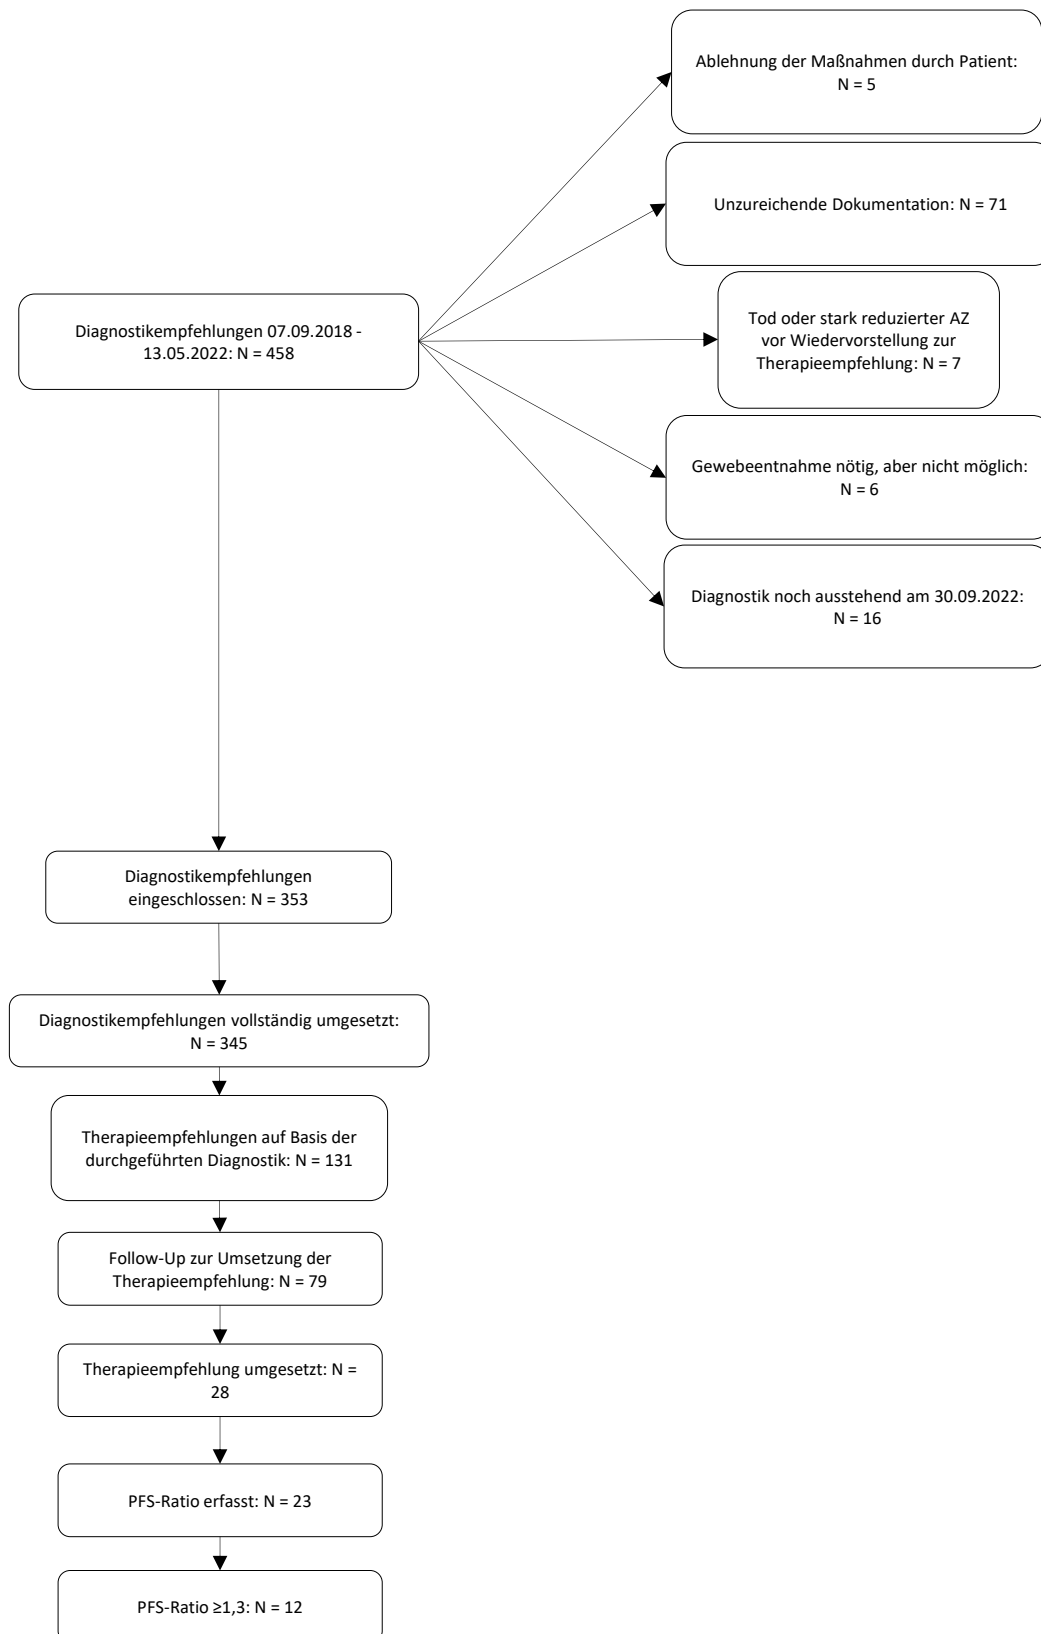 Ablehnung der Maßnahmen durch Patient:
N = 5
Unzureichende Dokumentation: N = 71
Diagnostikempfehlungen 07.09.2018 -
13.05.2022: N = 458
Tod oder stark reduzierter AZ
vor Wiedervorstellung zur
Therapieempfehlung: N = 7
Gewebeentnahme nötig, aber nicht möglich:
N = 6
Diagnostik noch ausstehend am 30.09.2022:
N = 16
Diagnostikempfehlungen
eingeschlossen: N = 353
Diagnostikempfehlungen vollständig umgesetzt:
N = 345
Therapieempfehlungen auf Basis der
durchgeführten Diagnostik: N = 131
Follow-Up zur Umsetzung der
Therapieempfehlung: N = 79
Therapieempfehlung umgesetzt: N =
28
PFS-Ratio erfasst: N = 23
PFS-Ratio ≥1,3: N = 12